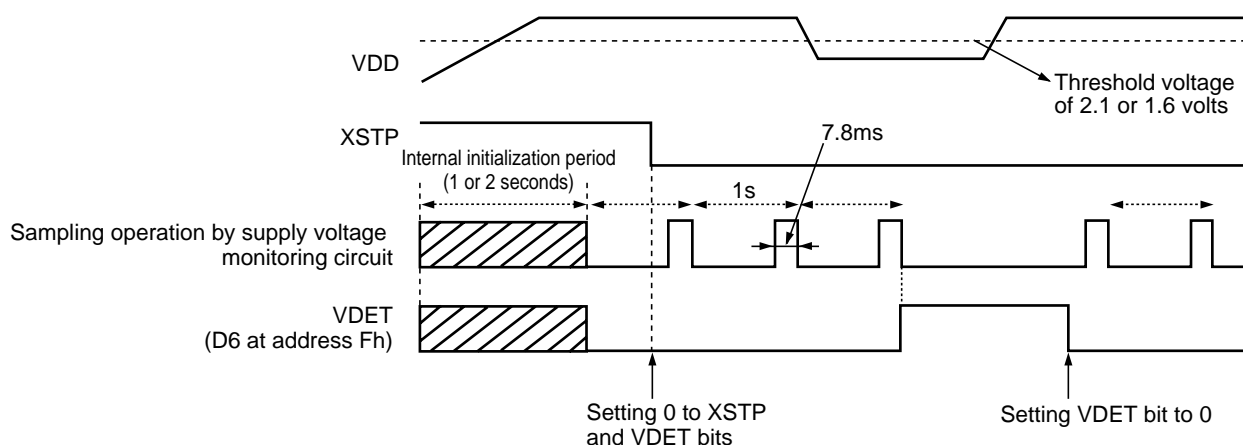 VDD
Threshold voltage
of 2.1 or 1.6 volts
XSTP
7.8ms
Internal initialization period
(1 or 2 seconds)
1s
Sampling operation by supply voltage
monitoring circuit
VDET
(D6 at address Fh)
Setting 0 to XSTP
and VDET bits
Setting VDET bit to 0